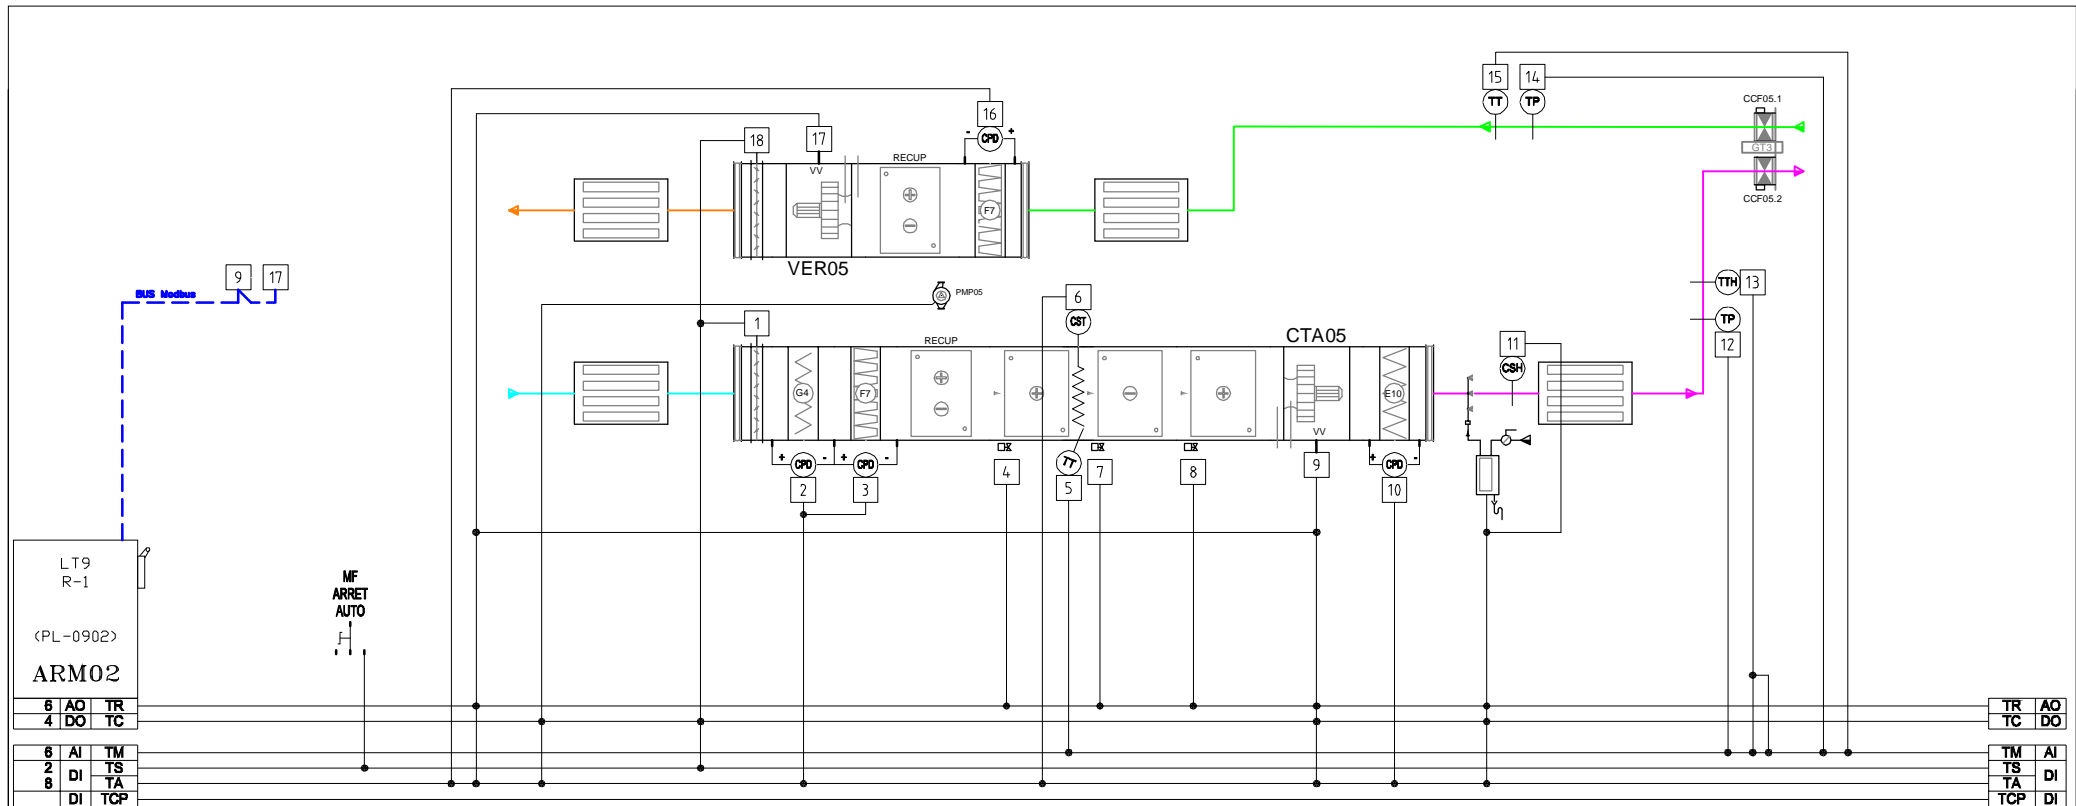 15
14
TT
TP
CCF05.1
GT3
CCF05.2
16
- CPD +
17
18
RECUP
VV
F7
VER05
9
17
BUS Modbus
PMP05
6
CST
TTH
13
TP
12
1
RECUP
CTA05
11
CSH
G4
F7
E10
VV
+ CPD -
+ CPD -
+ CPD -
2
3
4
TT
5
7
8
9
10
LT9
R-1
(PL-0902)
ARM02
MF
ARRET
AUTO
6 AO TR
4 DO TC
6 AI TM
2 DI TS
8 TA
DI TCP
TR AO
TC DO
TM AI
TS DI
TA
TCP DI